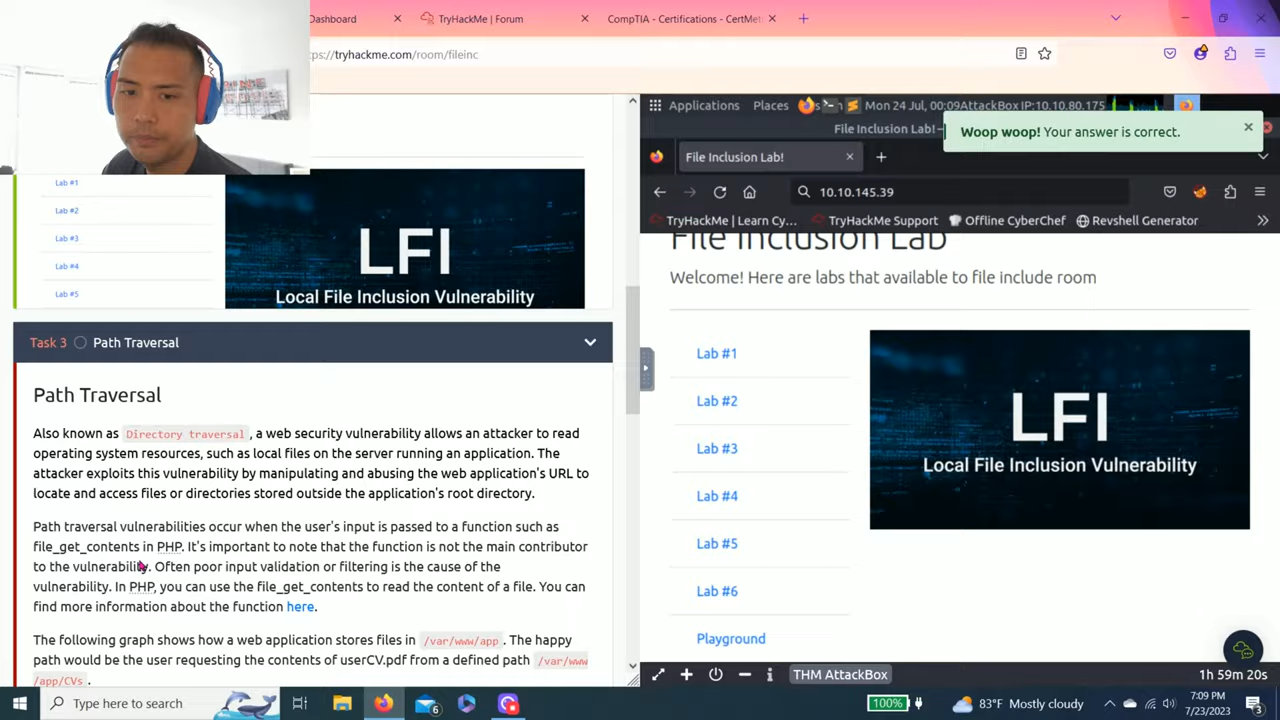 Dashboard
TryHackMe | Forum
CompTIA - Certifications - CertMe
ps://tryhackme.com/room/fileinc
Lab #1
Lab #2
Lab #3
Lab #4
Lab #5
LFI
Local File Inclusion Vulnerability
Task 3 Path Traversal
Path Traversal
Also known as Directory traversal, a web security vulnerability allows an attacker to read
operating system resources, such as local files on the server running an application. The
attacker exploits this vulnerability by manipulating and abusing the web application's URL to
locate and access files or directories stored outside the application's root directory.
Path traversal vulnerabilities occur when the user's input is passed to a function such as
file_get_contents in PHP. It's important to note that the function is not the main contributor
to the vulnerability. Often poor input validation or filtering is the cause of the
vulnerability. In PHP, you can use the file_get_contents to read the content of a file. You can
find more information about the function here.
The following graph shows how a web application stores files in /var/www/app. The happy
path would be the user requesting the contents of userCV.pdf from a defined path /var/www
/app/CVs.
Applications Places Mon 24 Jul, 00:09 AttackBox IP:10.10.80.175
File Inclusion Lab! –
Woop woop! Your answer is correct.
File Inclusion Lab!
10.10.145.39
TryHackMe | Learn Cy... TryHackMe Support Offline CyberChef Revshell Generator
File Inclusion Lab
Welcome! Here are labs that available to file include room
Lab #1
Lab #2
Lab #3
Lab #4
Lab #5
Lab #6
Playground
LFI
Local File Inclusion Vulnerability
THM AttackBox
1h 59m 20s
Type here to search
6
100%
83°F Mostly cloudy
7:09 PM
7/23/2023
3